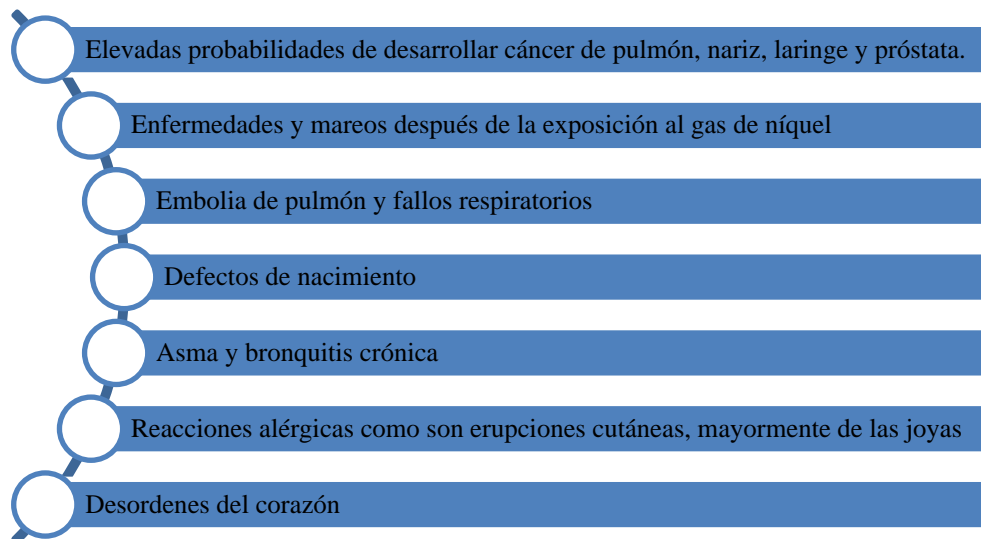 Elevadas probabilidades de desarrollar cáncer de pulmón, nariz, laringe y próstata.
Enfermedades y mareos después de la exposición al gas de níquel
Embolia de pulmón y fallos respiratorios
Defectos de nacimiento
Asma y bronquitis crónica
Reacciones alérgicas como son erupciones cutáneas, mayormente de las joyas
Desordenes del corazón